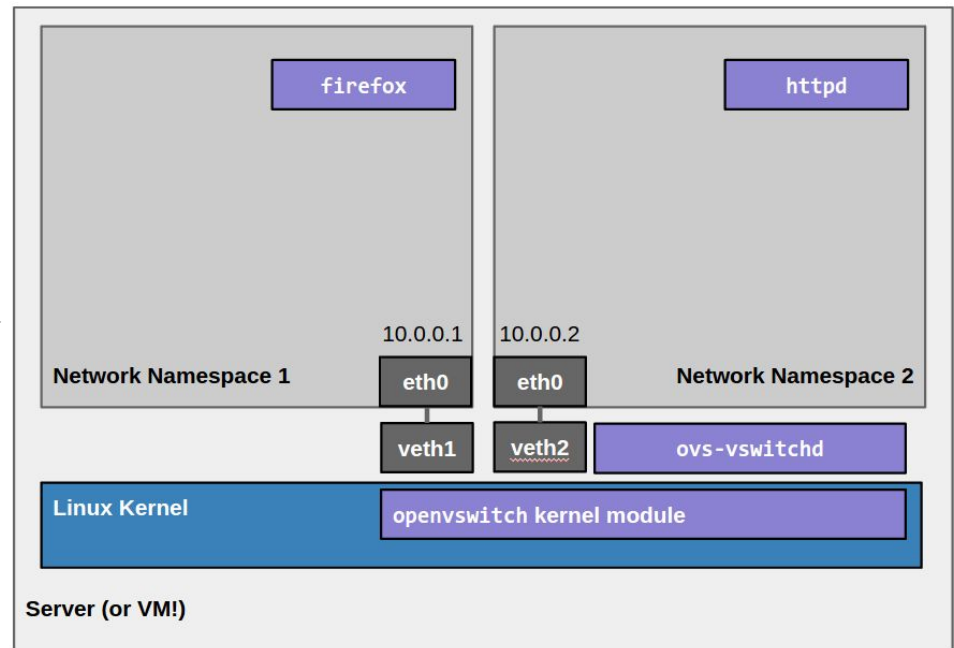 firefox
httpd
10.0.0.1
10.0.0.2
Network Namespace 1
eth0
eth0
Network Namespace 2
veth1
veth2
ovs-vswitchd
Linux Kernel
openvswitch kernel module
Server (or VM!)